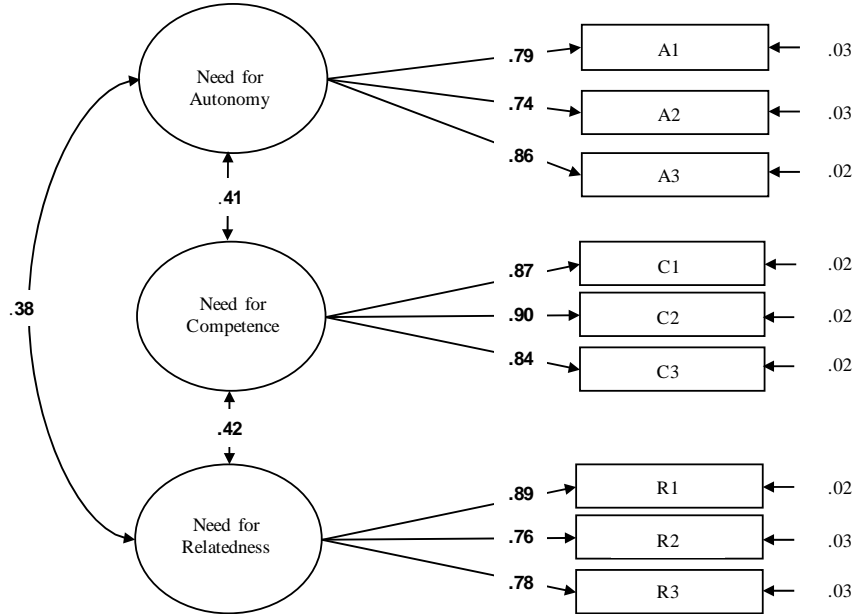 .79
A1
.03
Need for
Autonomy
.74
A2
.03
.86
A3
.02
.41
.87
C1
.02
Need for
Competence
.90
C2
.02
.38
.84
C3
.02
.42
.89
R1
.02
Need for
Relatedness
.76
R2
.03
.78
R3
.03